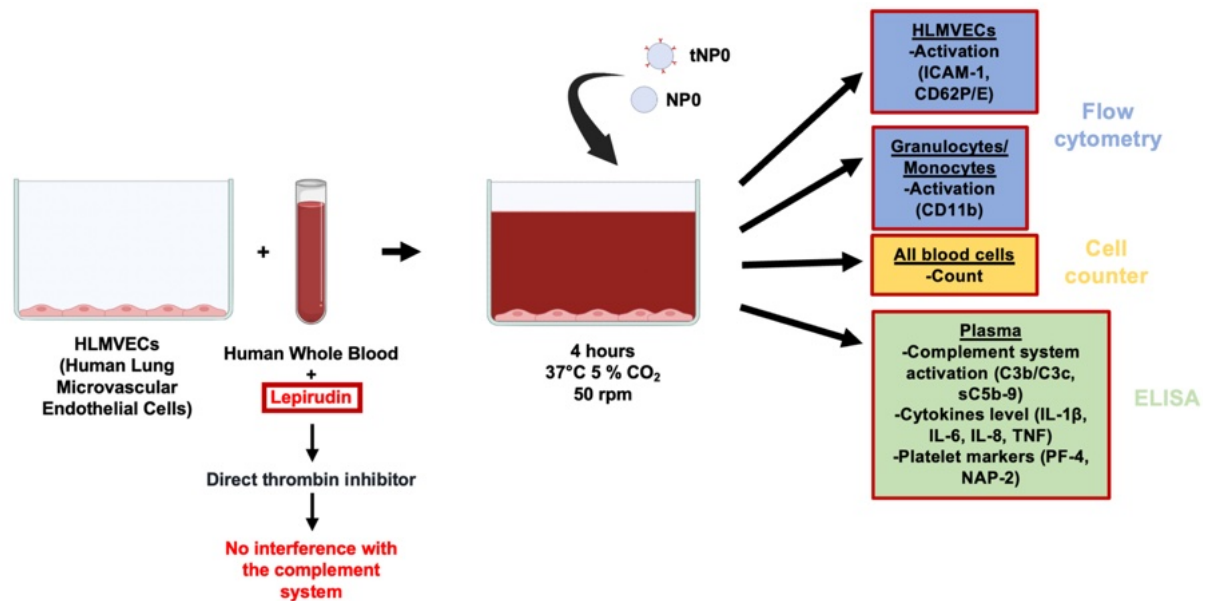 HLMVECs
(Human Lung
Microvascular
Endothelial Cells)
+
Human Whole Blood
+
Lepirudin
Direct thrombin inhibitor
No interference with
the complement
system
tNP0
NP0
4 hours
37°C 5 % CO₂
50 rpm
HLMVECs
-Activation
(ICAM-1,
CD62P/E)
Granulocytes/
Monocytes
-Activation
(CD11b)
Flow
cytometry
All blood cells
-Count
Cell
counter
Plasma
-Complement system
activation (C3b/C3c,
sC5b-9)
-Cytokines level (IL-1β,
IL-6, IL-8, TNF)
-Platelet markers (PF-4,
NAP-2)
ELISA